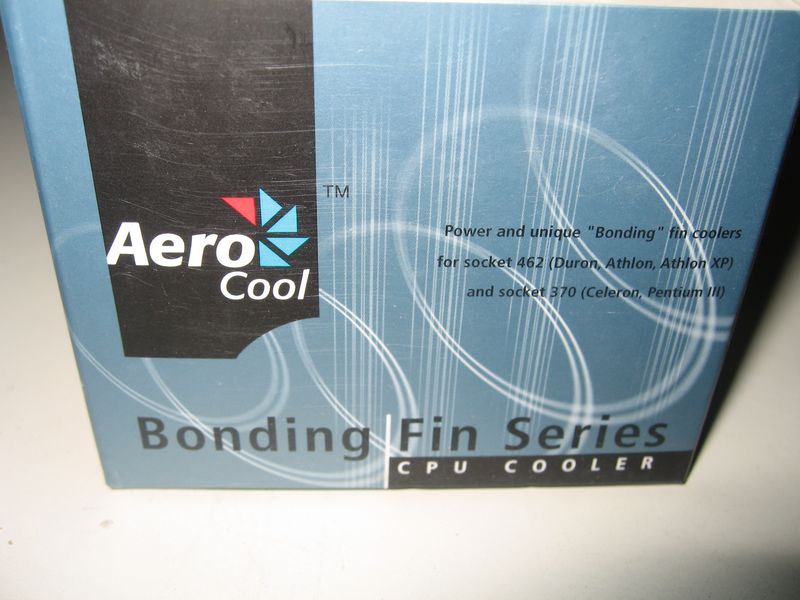 Aero
Cool
TM
Power and unique "Bonding" fin coolers
for socket 462 (Duron, Athlon, Athlon XP)
and socket 370 (Celeron, Pentium III)
Bonding Fin Series
CPU COOLER